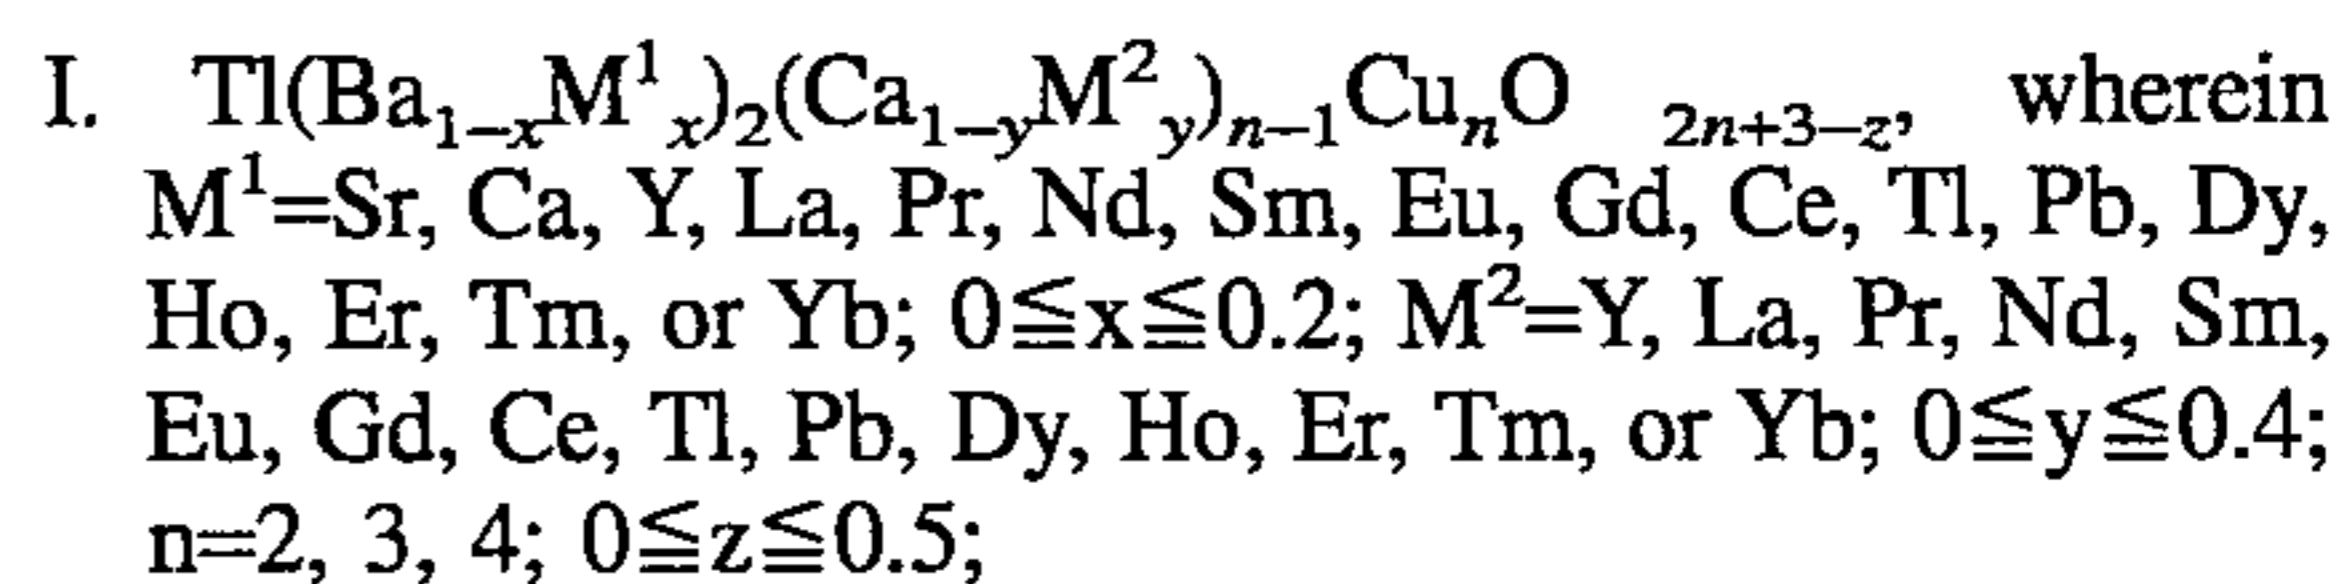 I. Tl(Ba₁₋ₓM¹ₓ)₂(Ca₁₋yM²y)ₙ₋₁CuₙO ₂ₙ₊₃₋z, wherein
M¹=Sr, Ca, Y, La, Pr, Nd, Sm, Eu, Gd, Ce, Tl, Pb, Dy,
Ho, Er, Tm, or Yb; 0≦x≦0.2; M²=Y, La, Pr, Nd, Sm,
Eu, Gd, Ce, Tl, Pb, Dy, Ho, Er, Tm, or Yb; 0≦y≦0.4;
n=2, 3, 4; 0≦z≦0.5;